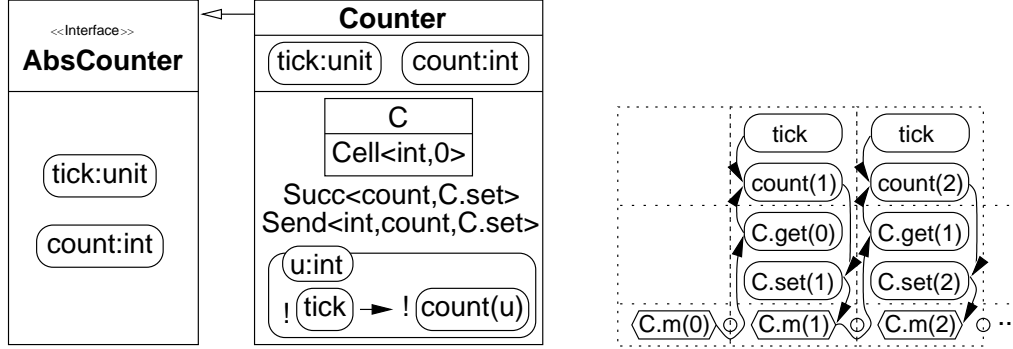 <<Interface>>
AbsCounter
tick:unit
count:int
Counter
tick:unit count:int
C
Cell<int,0>
Succ<count,C.set>
Send<int,count,C.set>
u:int
! tick ! count(u)
tick tick
count(1) count(2)
C.get(0) C.get(1)
C.set(1) C.set(2)
C.m(0) C.m(1) C.m(2) ..